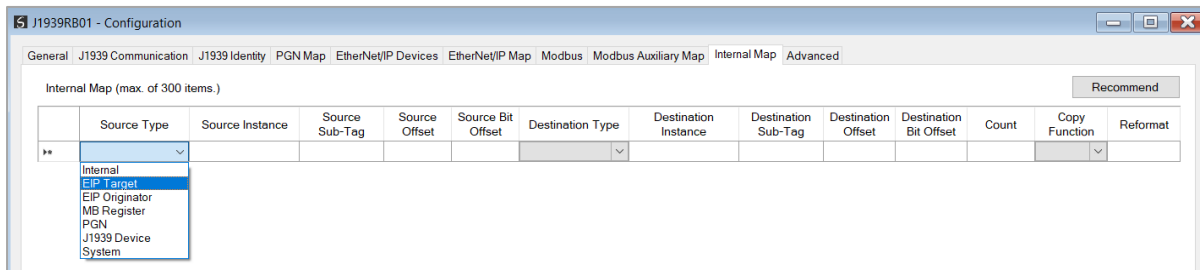 J1939RB01 - Configuration
General J1939 Communication J1939 Identity PGN Map EtherNet/IP Devices EtherNet/IP Map Modbus Modbus Auxiliary Map Internal Map Advanced
Internal Map (max. of 300 items.)
Recommend
Source Type Source Instance Source Sub-Tag Source Offset Source Bit Offset Destination Type Destination Instance Destination Sub-Tag Destination Offset Destination Bit Offset Count Copy Function Reformat
Internal
EIP Target
EIP Originator
MB Register
PGN
J1939 Device
System